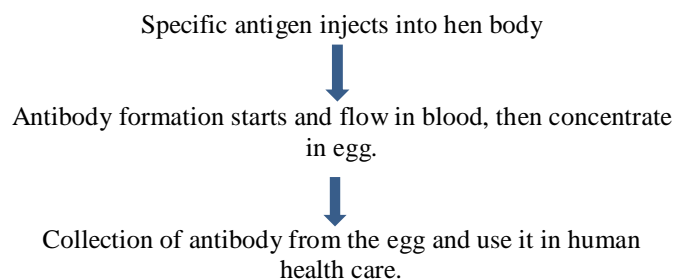 Specific antigen injects into hen body
Antibody formation starts and flow in blood, then concentrate
in egg.
Collection of antibody from the egg and use it in human
health care.